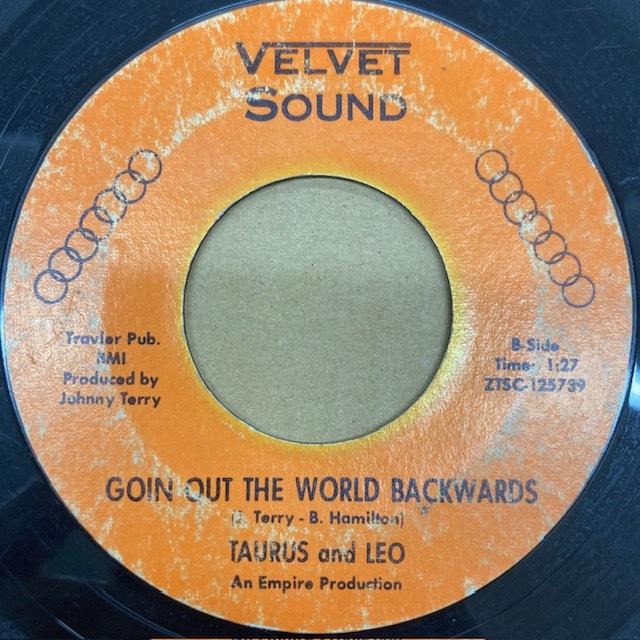 VELVET
SOUND
Travler Pub.
BMI
Produced by
Johnny Terry
B-Side
Time: 1:27
ZTSC-125739
GOIN OUT THE WORLD BACKWARDS
(J. Terry - B. Hamilton)
TAURUS and LEO
An Empire Production